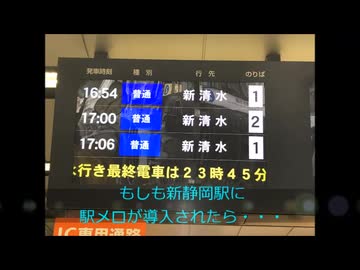 発車時刻 種別 行先 のりば
16:54 普通 新清水 1
17:00 普通 新清水 2
17:06 普通 新清水 1
行き最終電車は23時45分
もしも新静岡駅に
駅メロが導入されたら・・・
IC専用通路